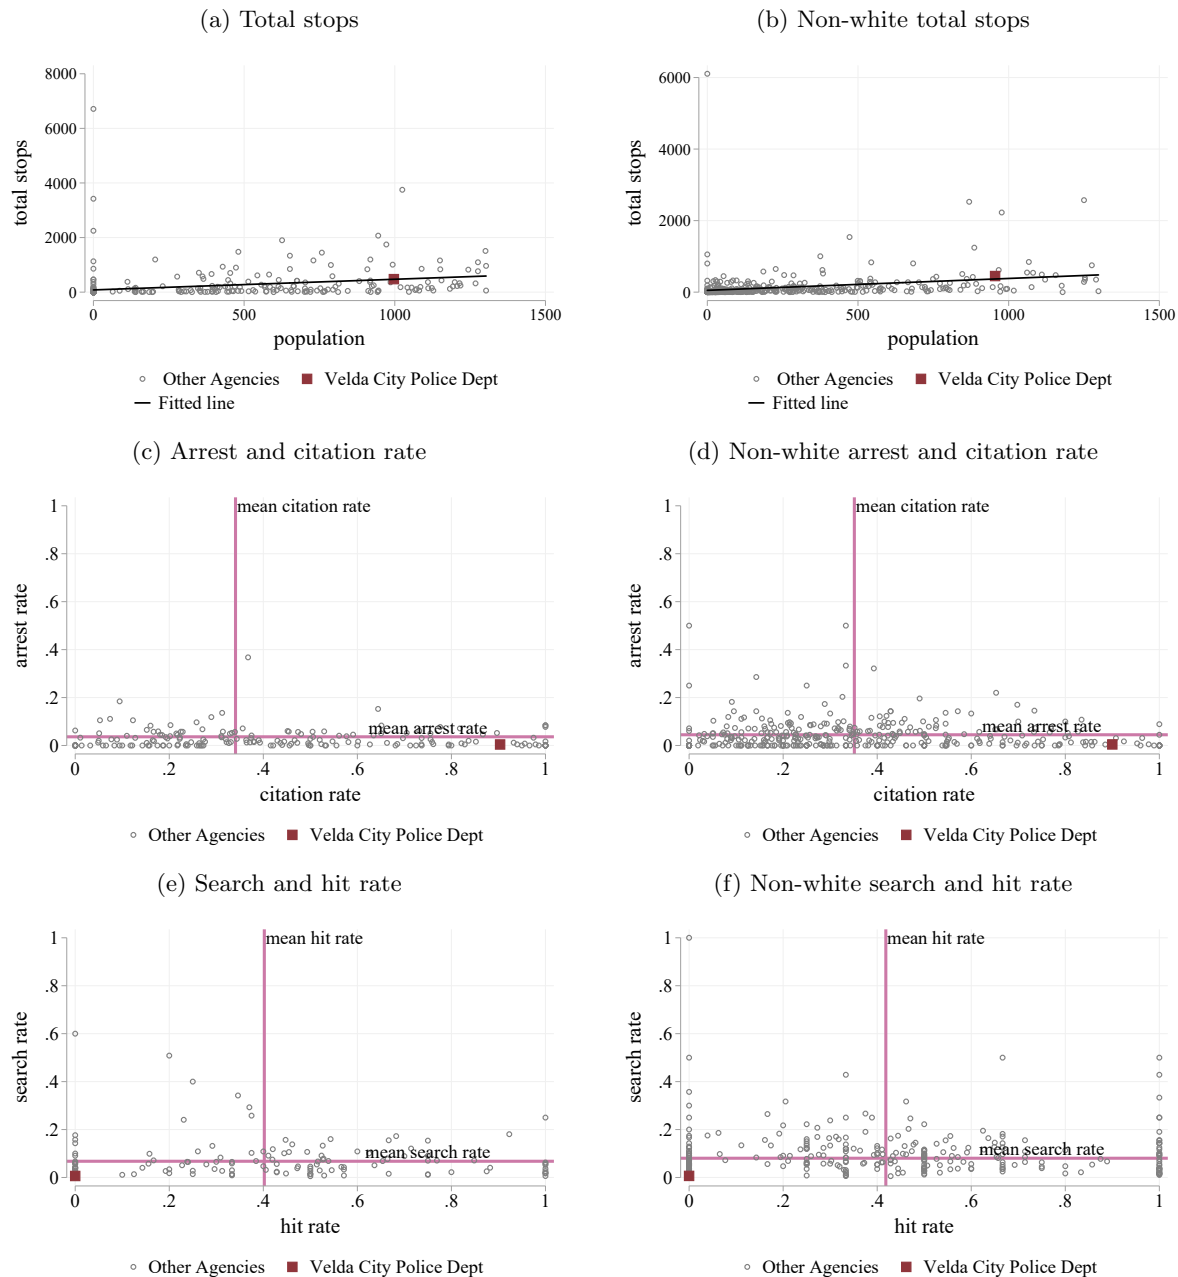 (a) Total stops
8000
6000
4000
2000
0
total stops
0 500 1000 1500
population
Other Agencies Velda City Police Dept
Fitted line
(b) Non-white total stops
6000
4000
2000
0
total stops
0 500 1000 1500
population
Other Agencies Velda City Police Dept
Fitted line
(c) Arrest and citation rate
1
.8
.6
.4
.2
0
arrest rate
mean citation rate
mean arrest rate
0 .2 .4 .6 .8 1
citation rate
Other Agencies Velda City Police Dept
(d) Non-white arrest and citation rate
1
.8
.6
.4
.2
0
arrest rate
mean citation rate
mean arrest rate
0 .2 .4 .6 .8 1
citation rate
Other Agencies Velda City Police Dept
(e) Search and hit rate
1
.8
.6
.4
.2
0
search rate
mean hit rate
mean search rate
0 .2 .4 .6 .8 1
hit rate
Other Agencies Velda City Police Dept
(f) Non-white search and hit rate
1
.8
.6
.4
.2
0
search rate
mean hit rate
mean search rate
0 .2 .4 .6 .8 1
hit rate
Other Agencies Velda City Police Dept